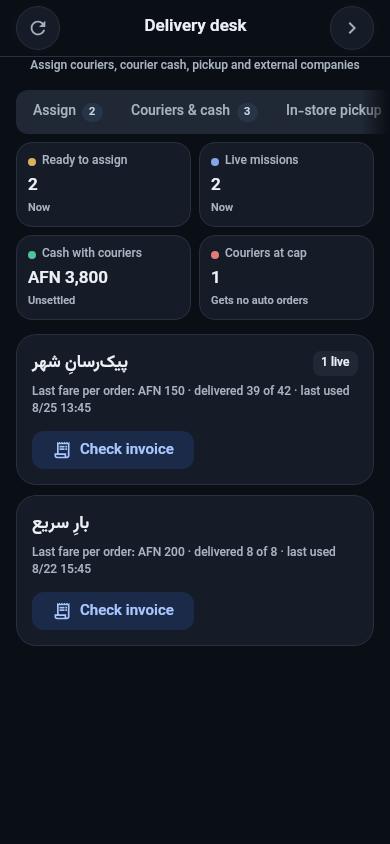 Delivery desk
Assign couriers, courier cash, pickup and external companies
Assign 2 Couriers & cash 3 In-store pickup
Ready to assign
2
Now
Live missions
2
Now
Cash with couriers
AFN 3,800
Unsettled
Couriers at cap
1
Gets no auto orders
پیک‌رسانِ شهر
1 live
Last fare per order: AFN 150 · delivered 39 of 42 · last used
8/25 13:45
Check invoice
بارِ سریع
Last fare per order: AFN 200 · delivered 8 of 8 · last used
8/22 15:45
Check invoice